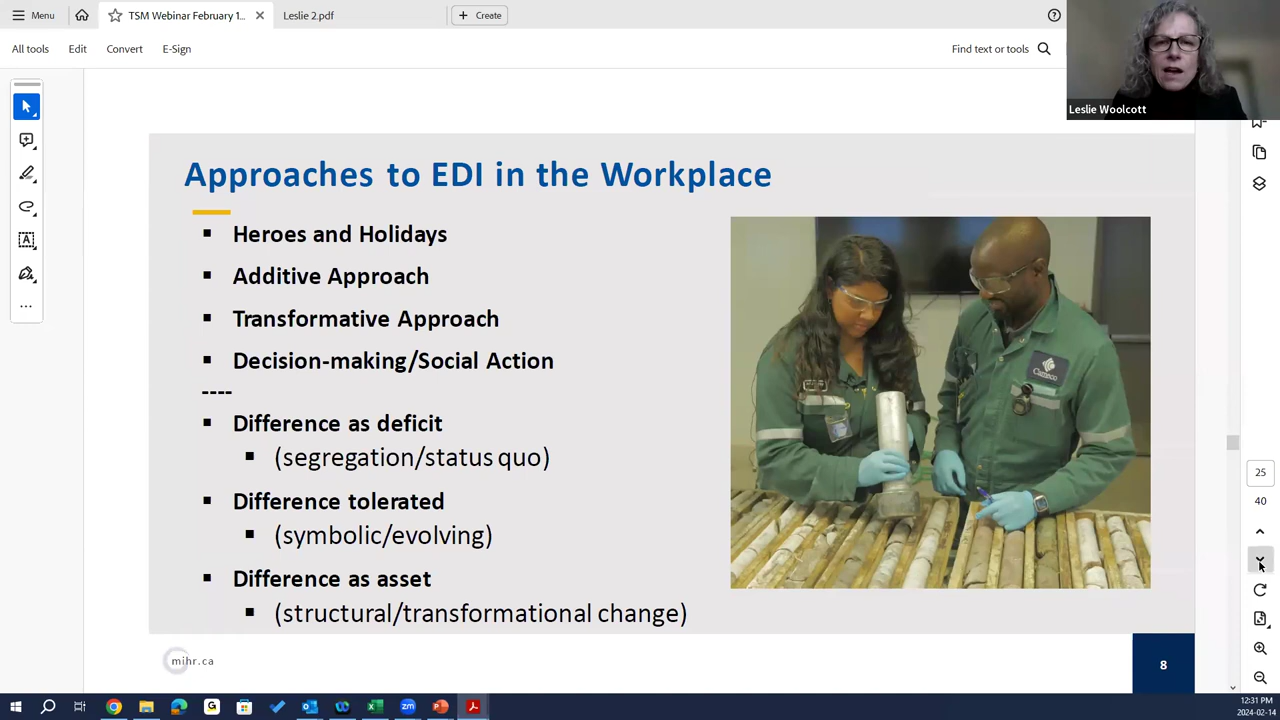 Menu
TSM Webinar February 1...
Leslie 2.pdf
Create
All tools
Edit
Convert
E-Sign
Find text or tools
Leslie Woolcott
Approaches to EDI in the Workplace
Heroes and Holidays
Additive Approach
Transformative Approach
Decision-making/Social Action
----
Difference as deficit
(segregation/status quo)
Difference tolerated
(symbolic/evolving)
Difference as asset
(structural/transformational change)
Cameco
mihr.ca
8
25
40
12:31 PM
2024-02-14